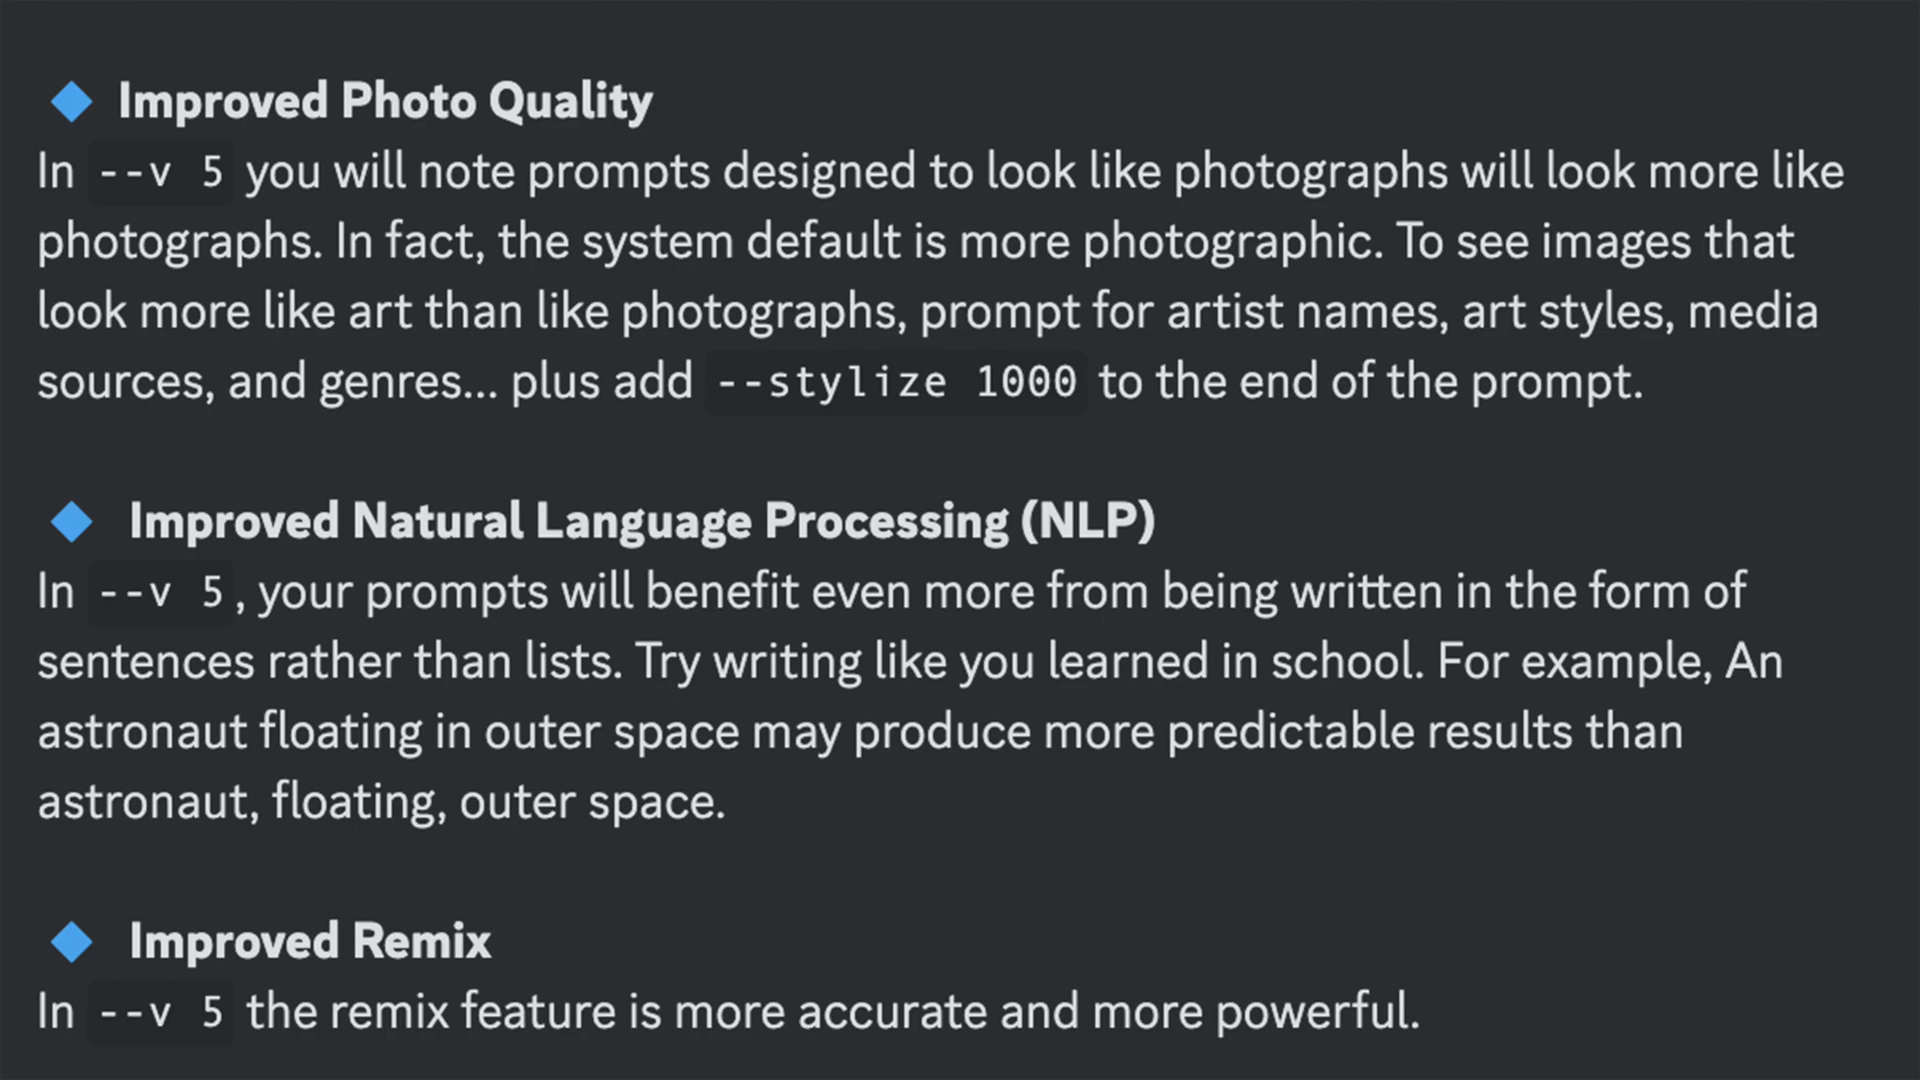 Improved Photo Quality
In --v 5 you will note prompts designed to look like photographs will look more like
photographs. In fact, the system default is more photographic. To see images that
look more like art than like photographs, prompt for artist names, art styles, media
sources, and genres... plus add --stylize 1000 to the end of the prompt.
Improved Natural Language Processing (NLP)
In --v 5, your prompts will benefit even more from being written in the form of
sentences rather than lists. Try writing like you learned in school. For example, An
astronaut floating in outer space may produce more predictable results than
astronaut, floating, outer space.
Improved Remix
In --v 5 the remix feature is more accurate and more powerful.